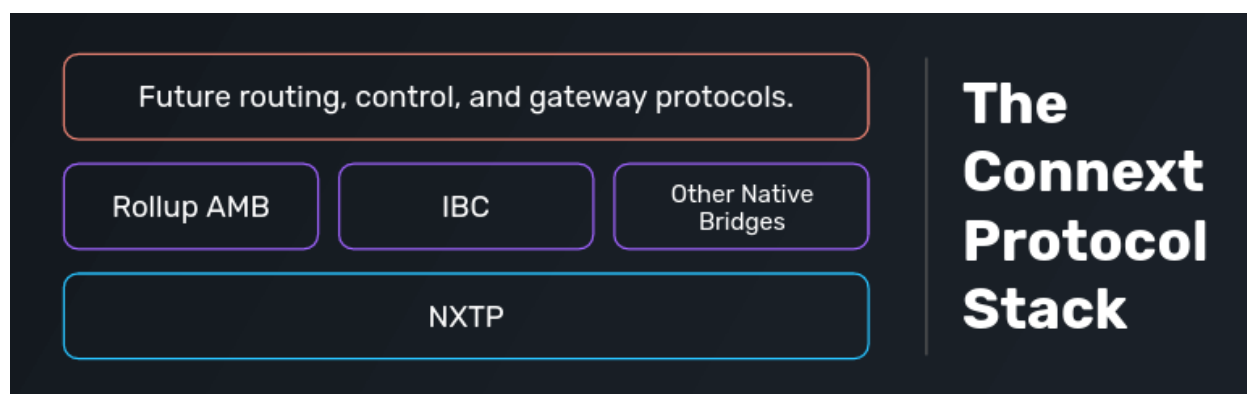 Future routing, control, and gateway protocols.
Rollup AMB
IBC
Other Native
Bridges
NXTP
The
Connext
Protocol
Stack